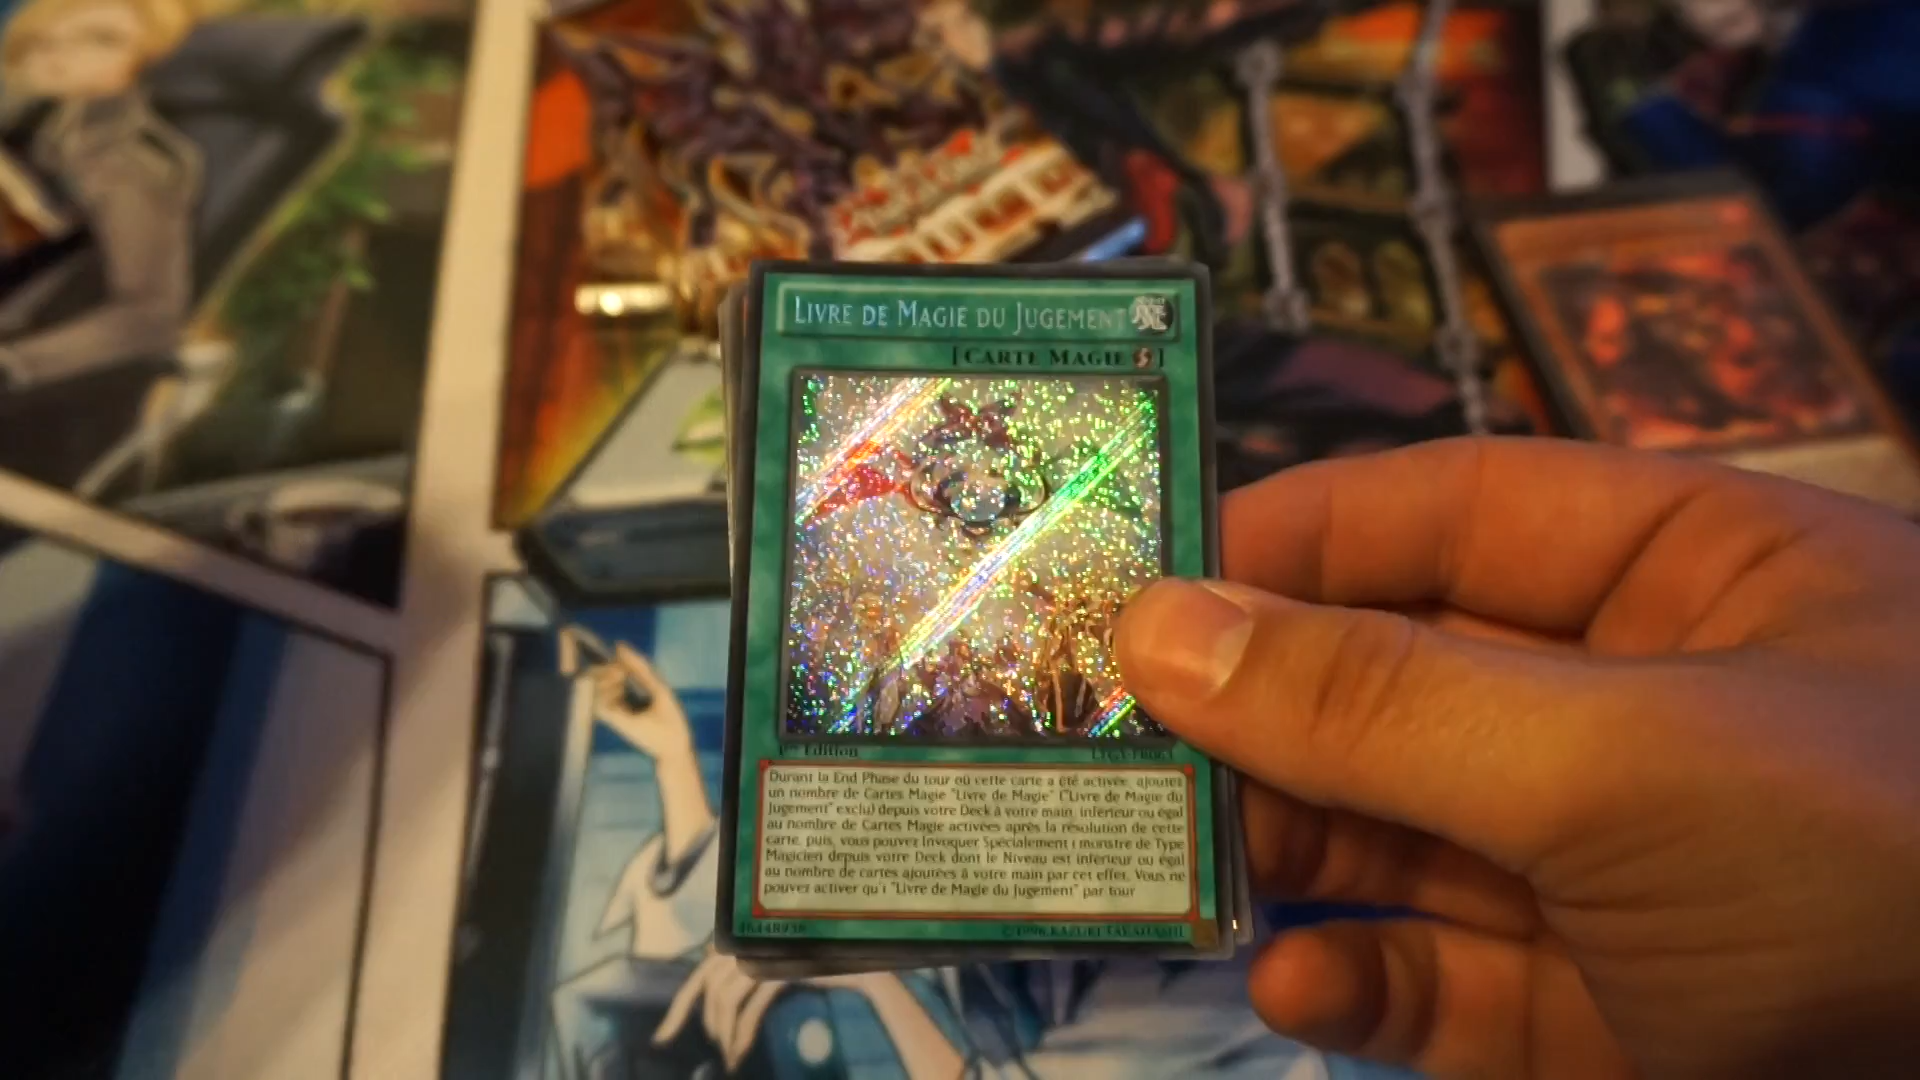 LIVRE DE MAGIE DU JUGEMENT
[CARTE MAGIE]
1ère Edition
Durant la End Phase du tour où cette carte a été activée, ajoutez
un nombre de Cartes Magie "Livre de Magie" ("Livre de Magie du
Jugement" exclu) depuis votre Deck à votre main, inférieur ou égal
au nombre de Cartes Magie activées après la résolution de cette
carte, puis, vous pouvez Invoquer Spécialement 1 monstre de Type
Magicien depuis votre Deck dont le Niveau est inférieur ou égal
au nombre de cartes ajoutées à votre main par cet effet. Vous ne
pouvez activer qu'1 "Livre de Magie du Jugement" par tour
46448938
©1996 KAZUKI TAKAHASHI